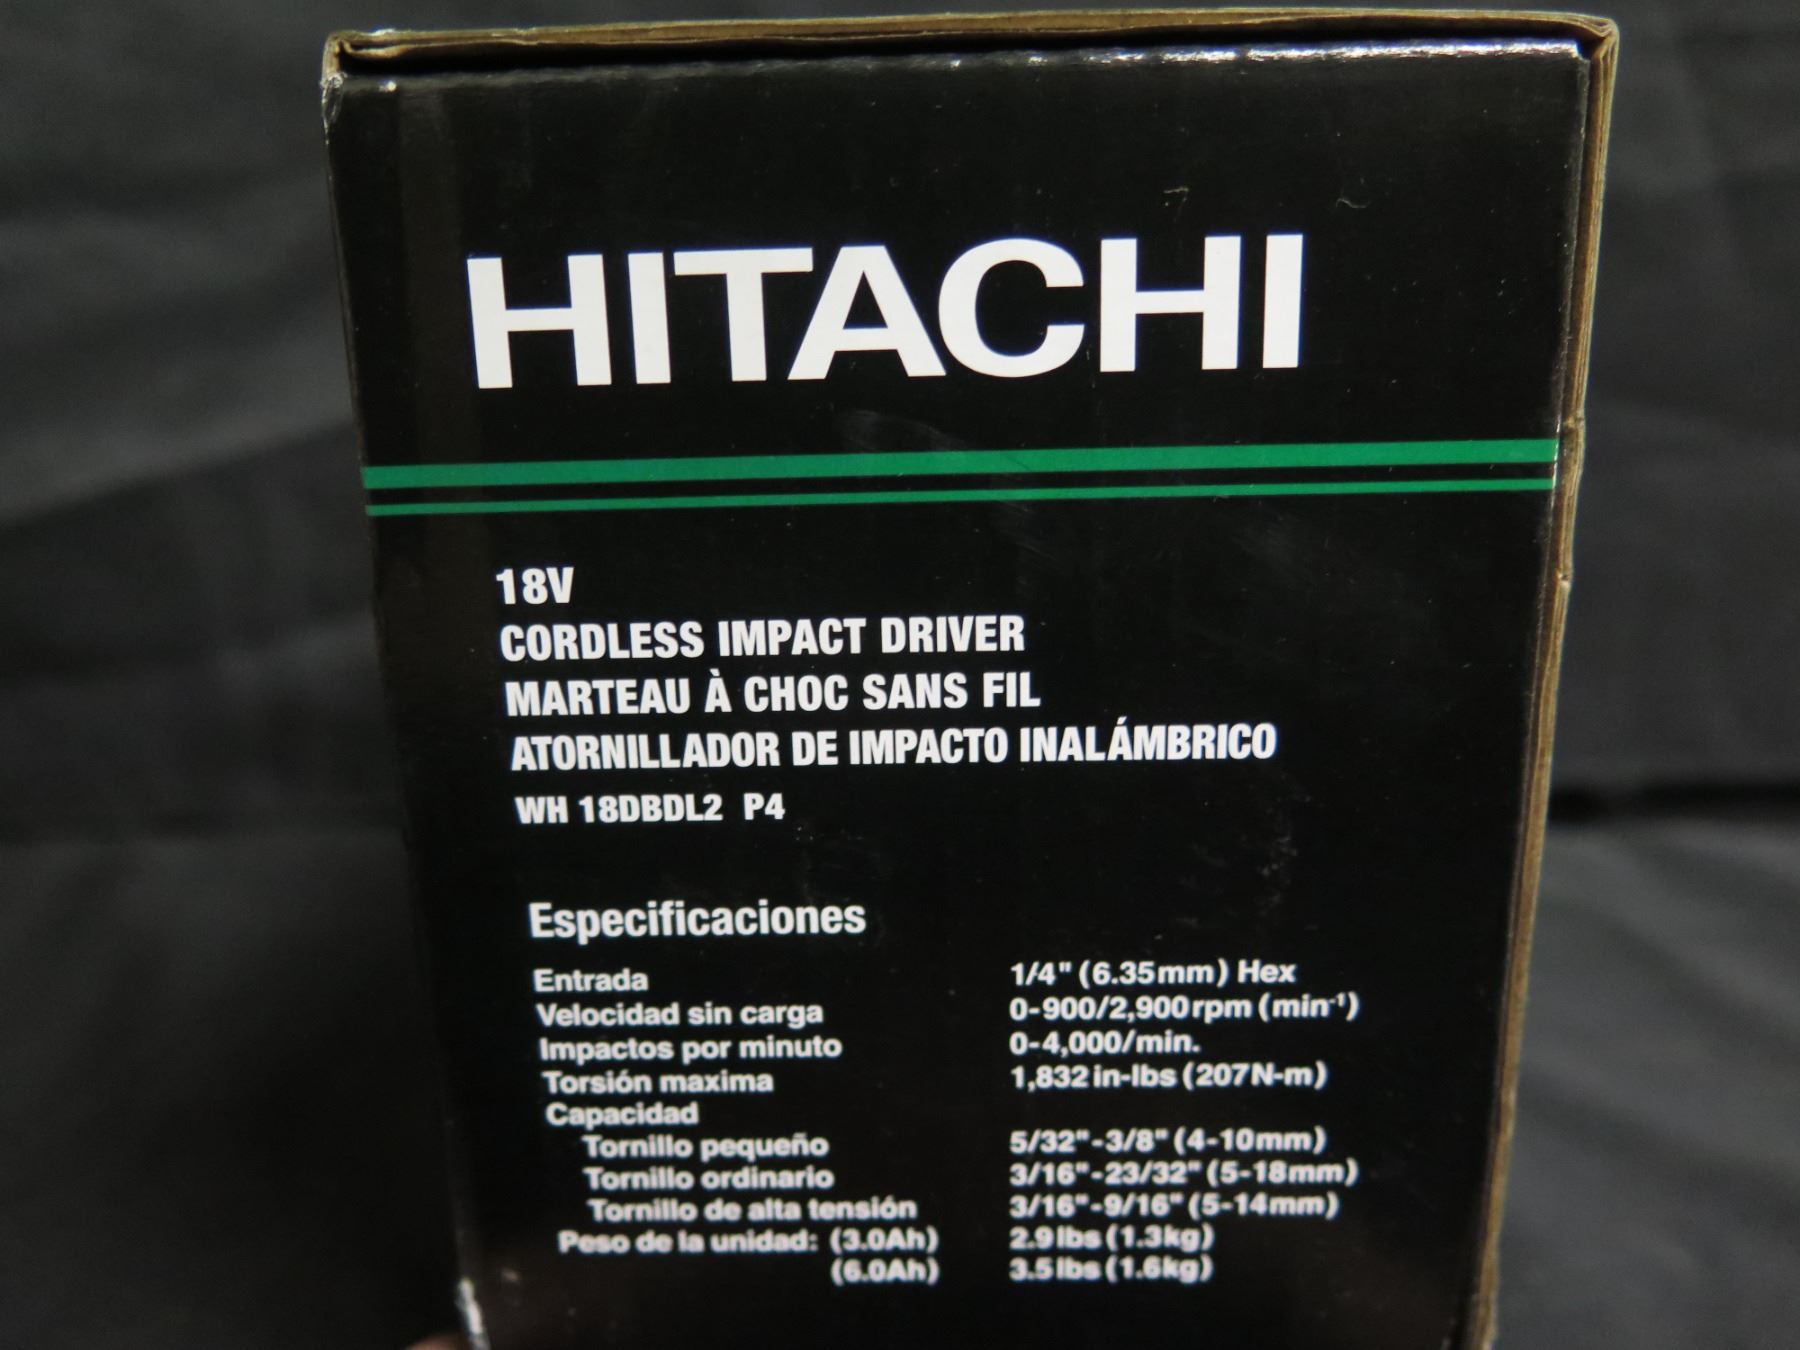 HITACHI
18V
CORDLESS IMPACT DRIVER
MARTEAU À CHOC SANS FIL
ATORNILLADOR DE IMPACTO INALÁMBRICO
WH 18DBDL2 P4
Especificaciones
Entrada 1/4" (6.35mm) Hex
Velocidad sin carga 0-900/2,900rpm (min⁻¹)
Impactos por minuto 0-4,000/min.
Torsión maxima 1,832 in-lbs (207N-m)
Capacidad
Tornillo pequeño 5/32"-3/8" (4-10mm)
Tornillo ordinario 3/16"-23/32" (5-18mm)
Tornillo de alta tensión 3/16"-9/16" (5-14mm)
Peso de la unidad: (3.0Ah) 2.9 lbs (1.3kg)
(6.0Ah) 3.5 lbs (1.6kg)